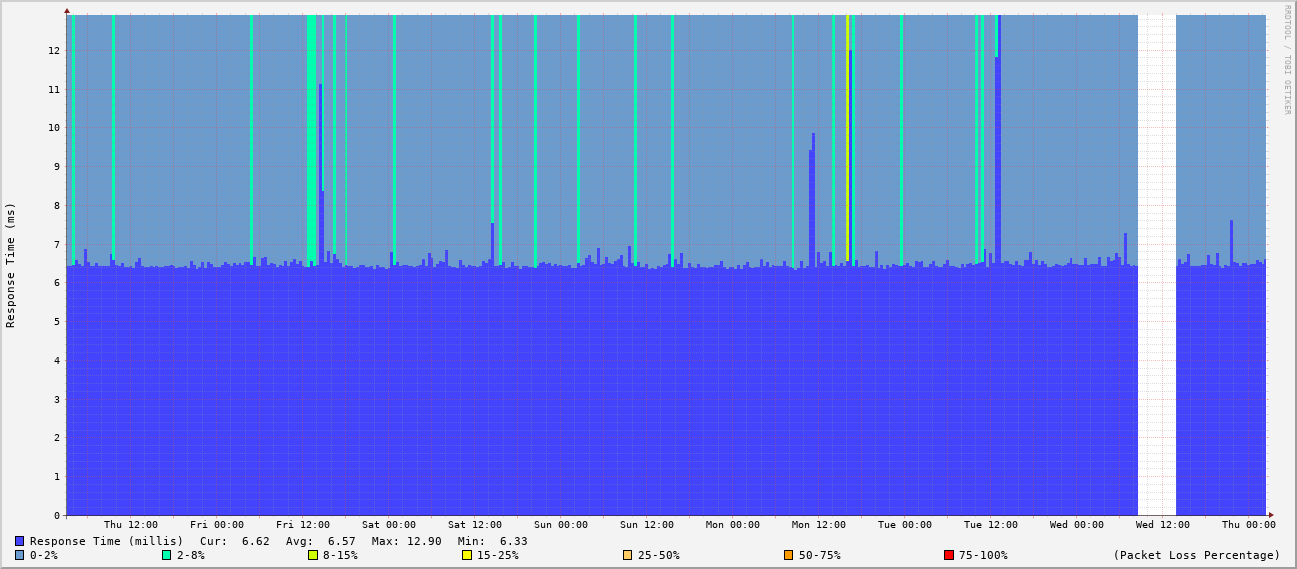 RRDTOOL / TOBI OETIKER
Response Time (ms)
12
11
10
9
8
7
6
5
4
3
2
1
0
Thu 12:00 Fri 00:00 Fri 12:00 Sat 00:00 Sat 12:00 Sun 00:00 Sun 12:00 Mon 00:00 Mon 12:00 Tue 00:00 Tue 12:00 Wed 00:00 Wed 12:00 Thu 00:00
Response Time (millis) Cur: 6.62 Avg: 6.57 Max: 12.90 Min: 6.33
0-2% 2-8% 8-15% 15-25% 25-50% 50-75% 75-100% (Packet Loss Percentage)